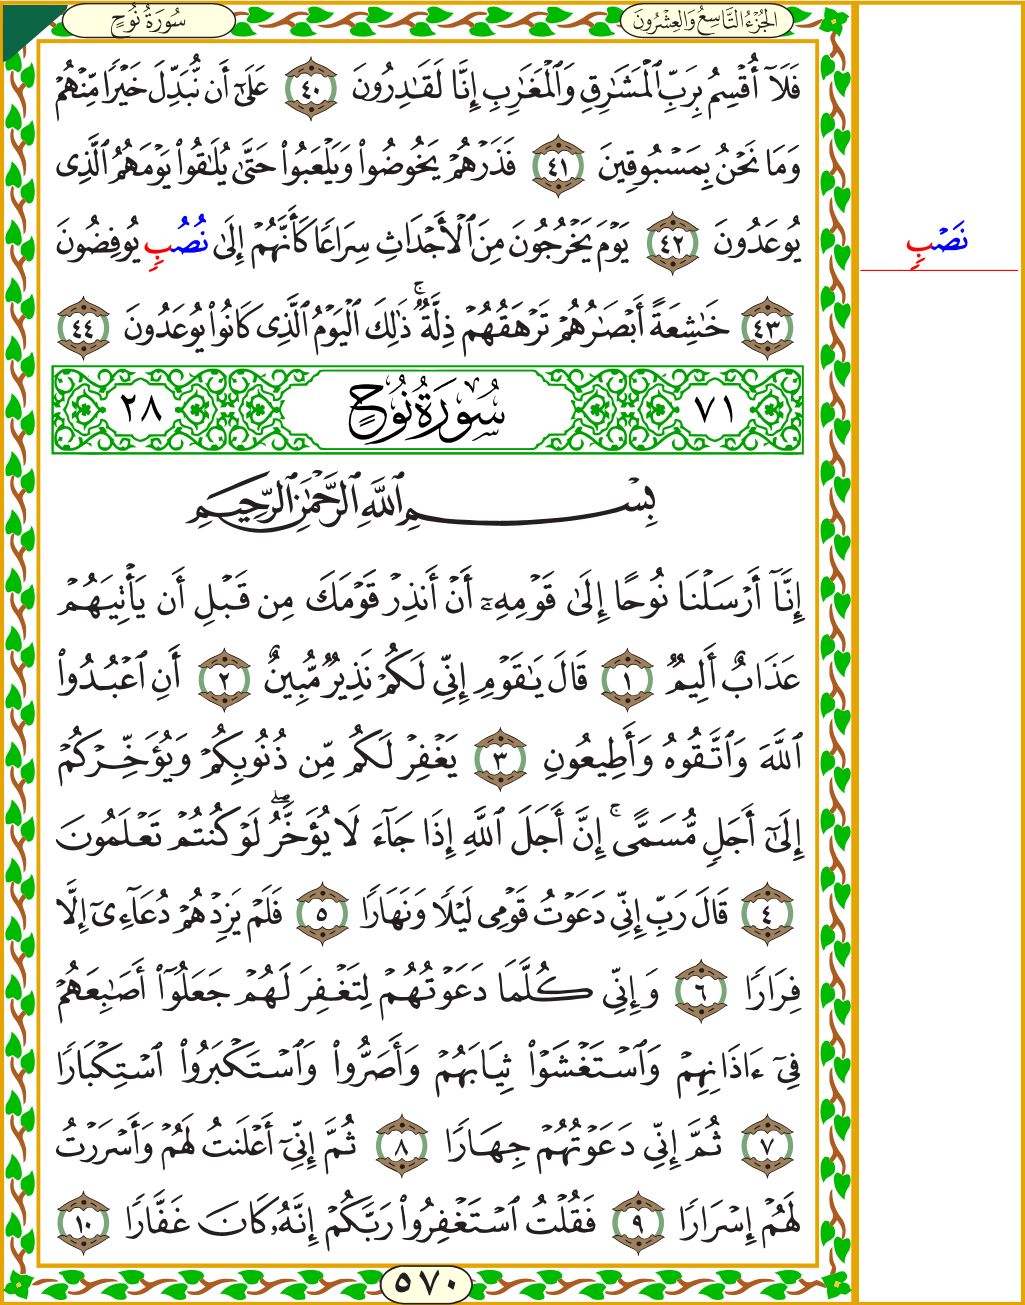 الجُزْءُ التَّاسِعُ وَالعِشْرُونَ
سُورَةُ نُوحٍ
فَلَآ أُقْسِمُ بِرَبِّ ٱلْمَشَٰرِقِ وَٱلْمَغَٰرِبِ إِنَّا لَقَٰدِرُونَ ٤٠ عَلَىٰٓ أَن نُّبَدِّلَ خَيْرًا مِّنْهُمْ
وَمَا نَحْنُ بِمَسْبُوقِينَ ٤١ فَذَرْهُمْ يَخُوضُوا۟ وَيَلْعَبُوا۟ حَتَّىٰ يُلَٰقُوا۟ يَوْمَهُمُ ٱلَّذِى
يُوعَدُونَ ٤٢ يَوْمَ يَخْرُجُونَ مِنَ ٱلْأَجْدَاثِ سِرَاعًا كَأَنَّهُمْ إِلَىٰ نُصُبٍ يُوفِضُونَ
نَصْبٍ
٤٣ خَٰشِعَةً أَبْصَٰرُهُمْ تَرْهَقُهُمْ ذِلَّةٌ ۚ ذَٰلِكَ ٱلْيَوْمُ ٱلَّذِى كَانُوا۟ يُوعَدُونَ ٤٤
٧١ سُورَةُ نُوحٍ ٢٨
بِسْمِ ٱللَّهِ ٱلرَّحْمَٰنِ ٱلرَّحِيمِ
إِنَّآ أَرْسَلْنَا نُوحًا إِلَىٰ قَوْمِهِۦٓ أَنْ أَنذِرْ قَوْمَكَ مِن قَبْلِ أَن يَأْتِيَهُمْ
عَذَابٌ أَلِيمٌ ١ قَالَ يَٰقَوْمِ إِنِّى لَكُمْ نَذِيرٌ مُّبِينٌ ٢ أَنِ ٱعْبُدُوا۟
ٱللَّهَ وَٱتَّقُوهُ وَأَطِيعُونِ ٣ يَغْفِرْ لَكُم مِّن ذُنُوبِكُمْ وَيُؤَخِّرْكُمْ
إِلَىٰٓ أَجَلٍ مُّسَمًّى ۚ إِنَّ أَجَلَ ٱللَّهِ إِذَا جَآءَ لَا يُؤَخَّرُ ۖ لَوْ كُنتُمْ تَعْلَمُونَ
٤ قَالَ رَبِّ إِنِّى دَعَوْتُ قَوْمِى لَيْلًا وَنَهَارًا ٥ فَلَمْ يَزِدْهُمْ دُعَآءِىٓ إِلَّا
فِرَارًا ٦ وَإِنِّى كُلَّمَا دَعَوْتُهُمْ لِتَغْفِرَ لَهُمْ جَعَلُوٓا۟ أَصَٰبِعَهُمْ
فِىٓ ءَاذَانِهِمْ وَٱسْتَغْشَوْا۟ ثِيَابَهُمْ وَأَصَرُّوا۟ وَٱسْتَكْبَرُوا۟ ٱسْتِكْبَارًا
٧ ثُمَّ إِنِّى دَعَوْتُهُمْ جِهَارًا ٨ ثُمَّ إِنِّىٓ أَعْلَنتُ لَهُمْ وَأَسْرَرْتُ
لَهُمْ إِسْرَارًا ٩ فَقُلْتُ ٱسْتَغْفِرُوا۟ رَبَّكُمْ إِنَّهُۥ كَانَ غَفَّارًا ١٠
٥٧٠